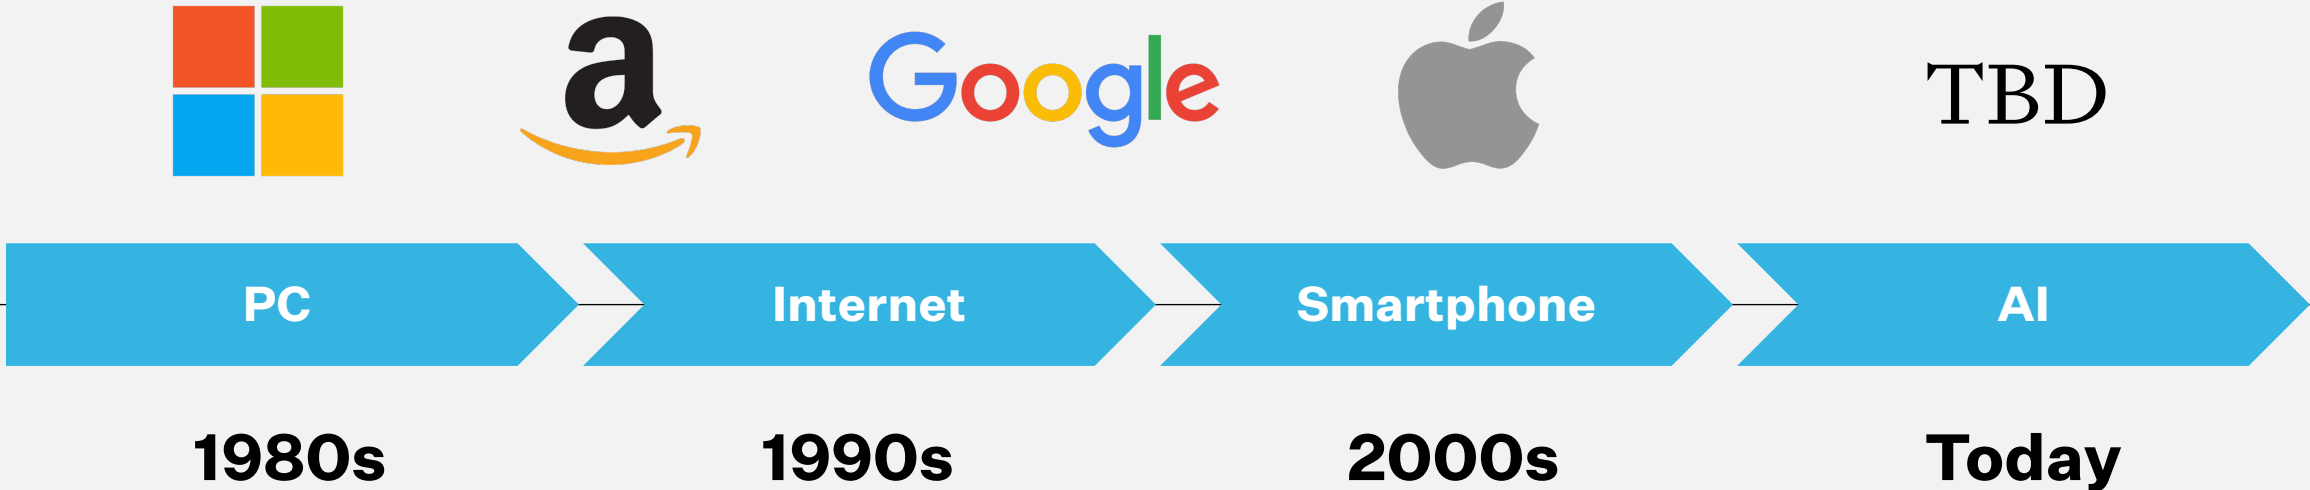 a Google TBD
PC Internet Smartphone AI
1980s 1990s 2000s Today